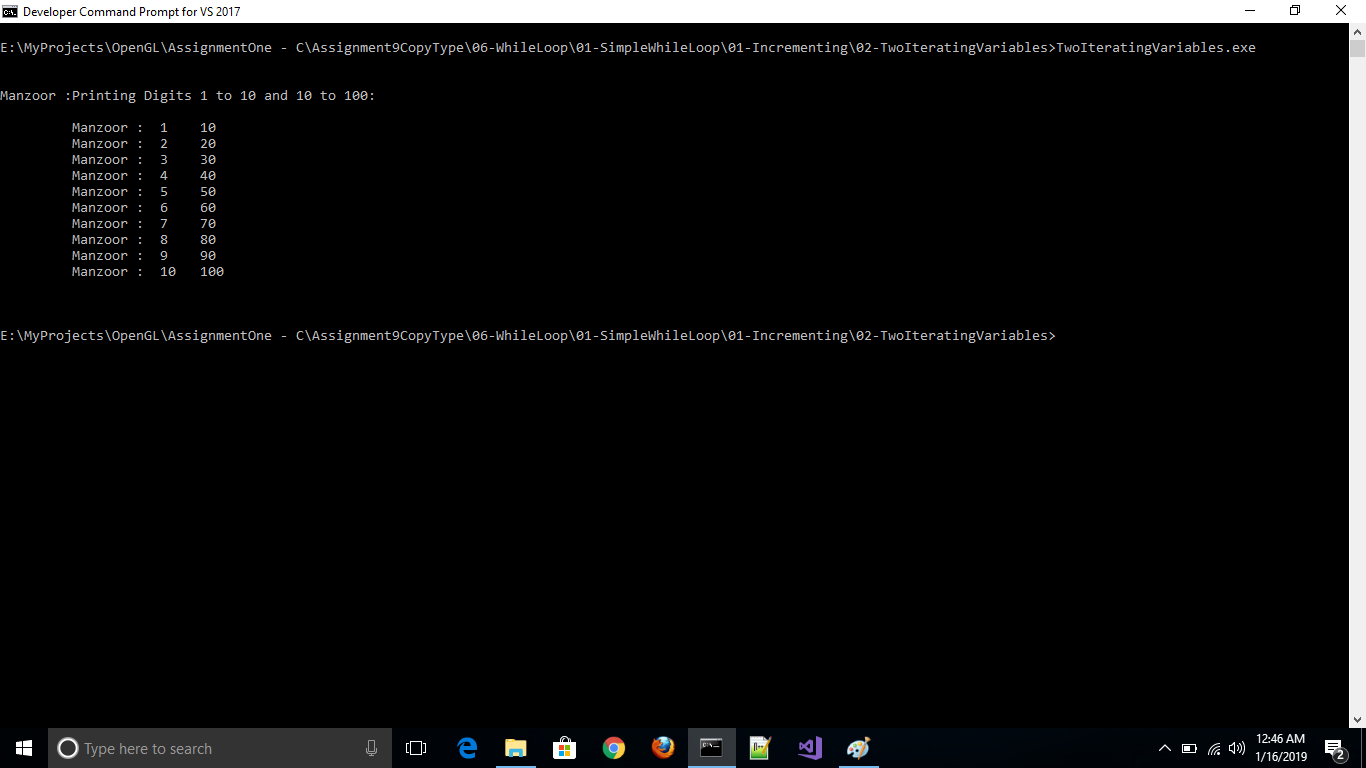 Developer Command Prompt for VS 2017
E:\MyProjects\OpenGL\AssignmentOne - C\Assignment9CopyType\06-WhileLoop\01-SimpleWhileLoop\01-Incrementing\02-TwoIteratingVariables>TwoIteratingVariables.exe
Manzoor :Printing Digits 1 to 10 and 10 to 100:
Manzoor :  1    10
Manzoor :  2    20
Manzoor :  3    30
Manzoor :  4    40
Manzoor :  5    50
Manzoor :  6    60
Manzoor :  7    70
Manzoor :  8    80
Manzoor :  9    90
Manzoor :  10   100
E:\MyProjects\OpenGL\AssignmentOne - C\Assignment9CopyType\06-WhileLoop\01-SimpleWhileLoop\01-Incrementing\02-TwoIteratingVariables>
Type here to search
12:46 AM
1/16/2019
2